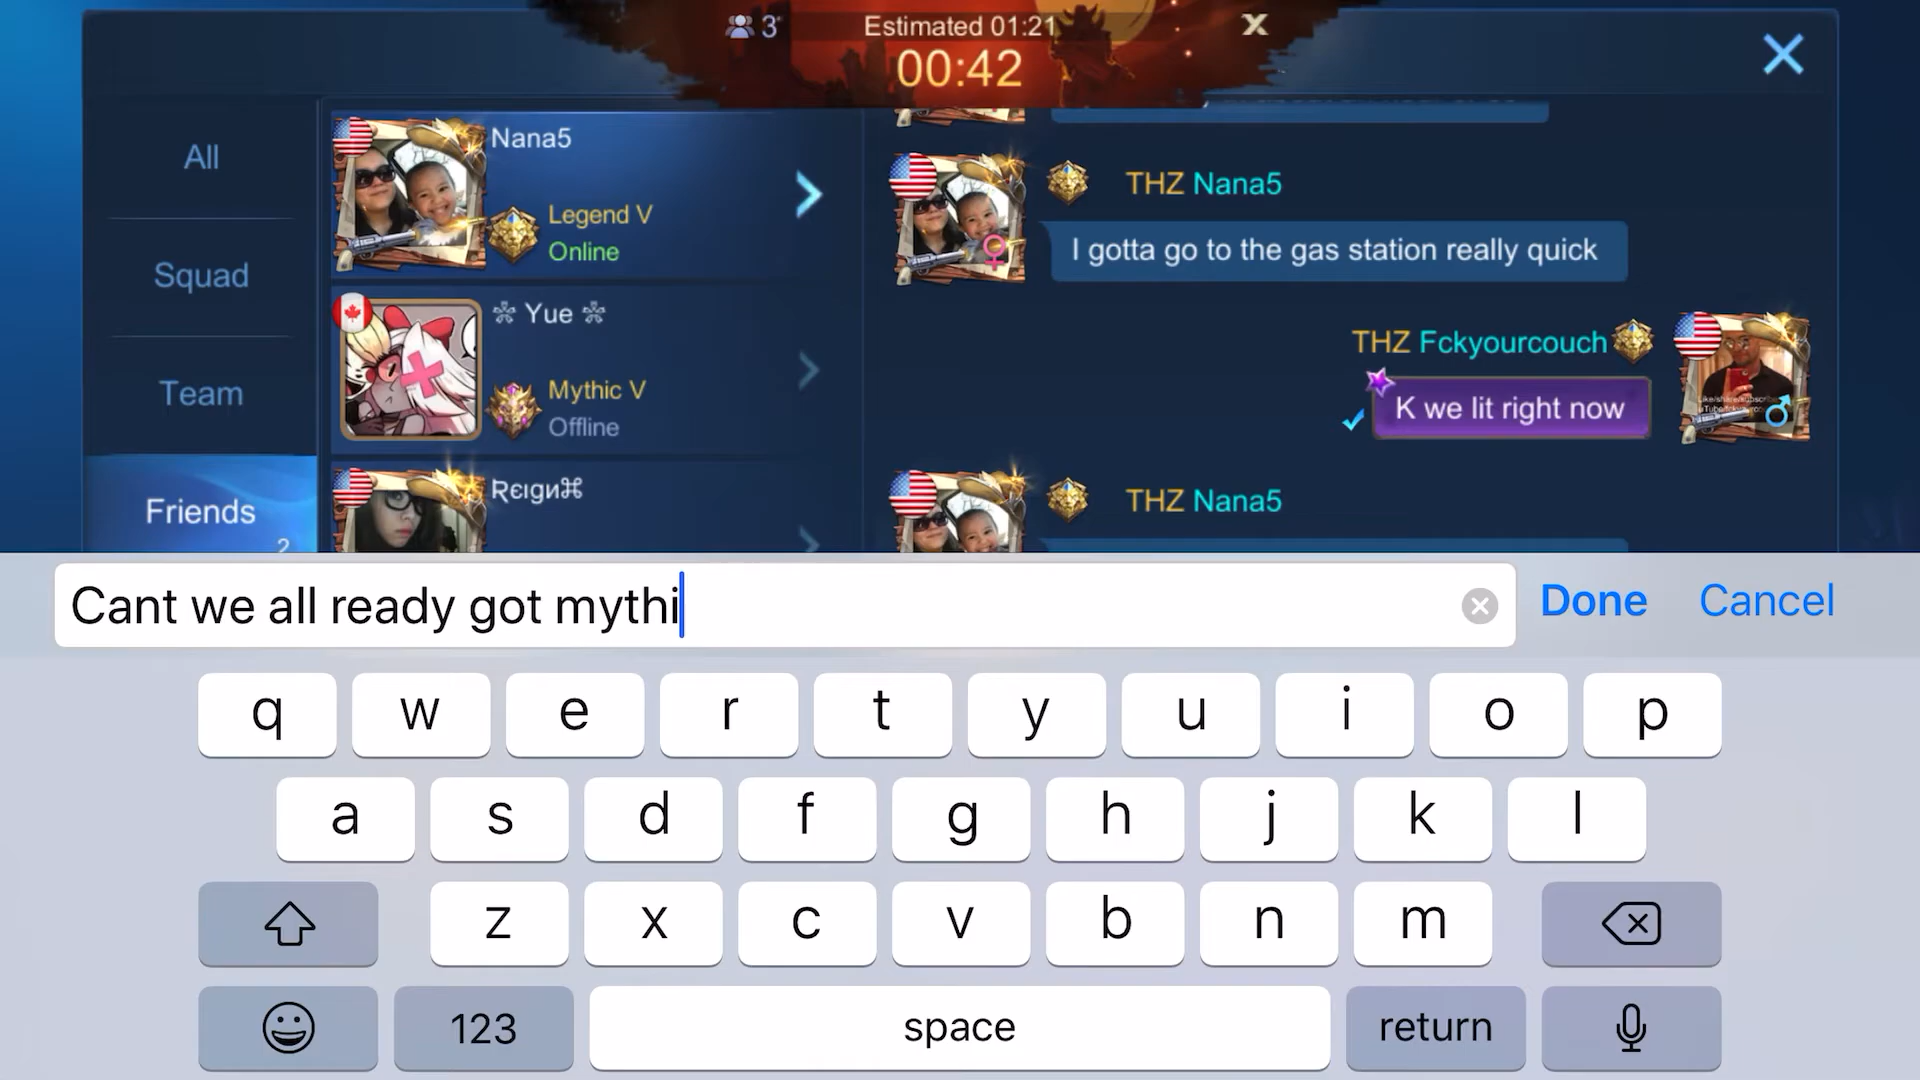 3
Estimated 01:21
X
00:42
All
Squad
Team
Friends
2
Nana5
Legend V
Online
☘ Yue ☘
Mythic V
Offline
Ɽєιgи⌘
THZ Nana5
I gotta go to the gas station really quick
THZ Fckyourcouch
K we lit right now
THZ Nana5
Cant we all ready got mythi
Done
Cancel
q w e r t y u i o p
a s d f g h j k l
z x c v b n m
123
space
return